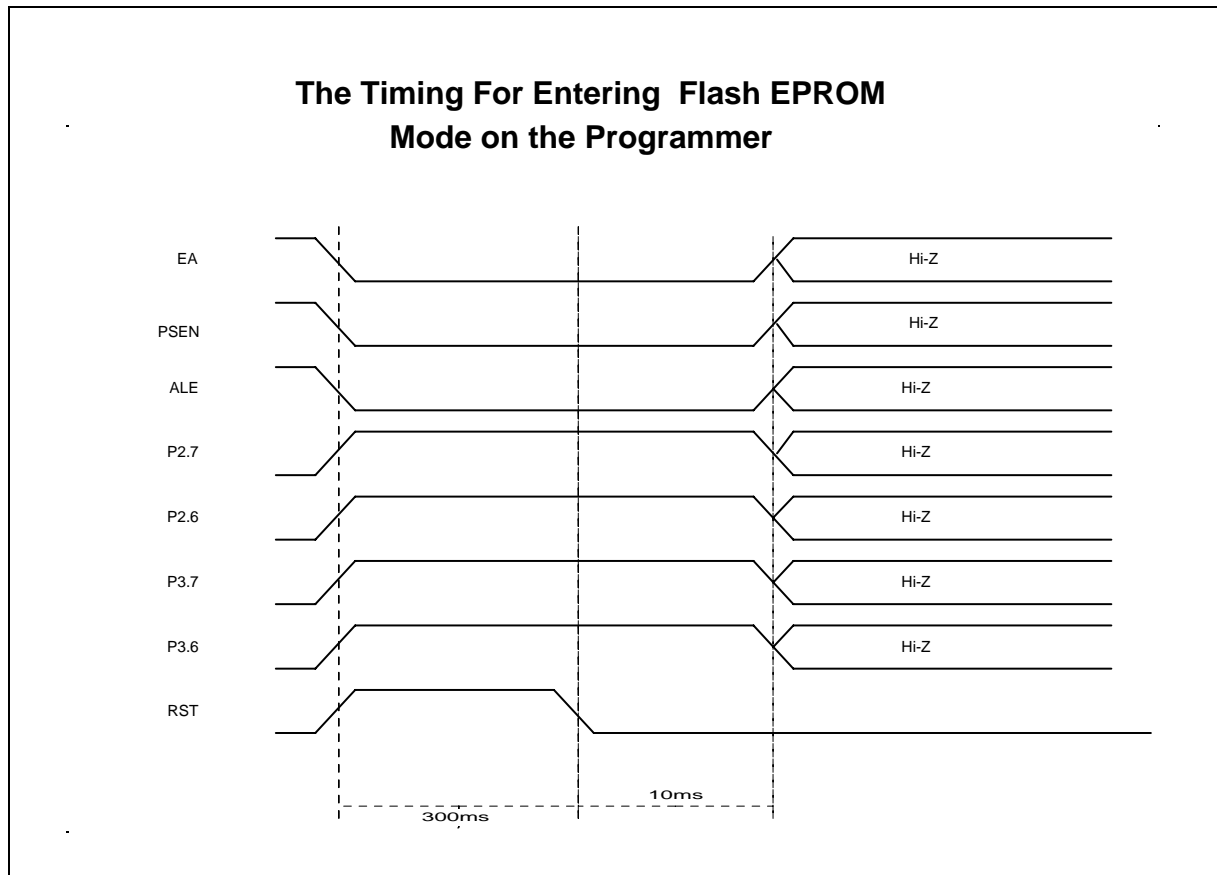 The Timing For Entering Flash EPROM
Mode on the Programmer
EA
Hi-Z
PSEN
Hi-Z
ALE
Hi-Z
P2.7
Hi-Z
P2.6
Hi-Z
P3.7
Hi-Z
P3.6
Hi-Z
RST
10ms
300ms